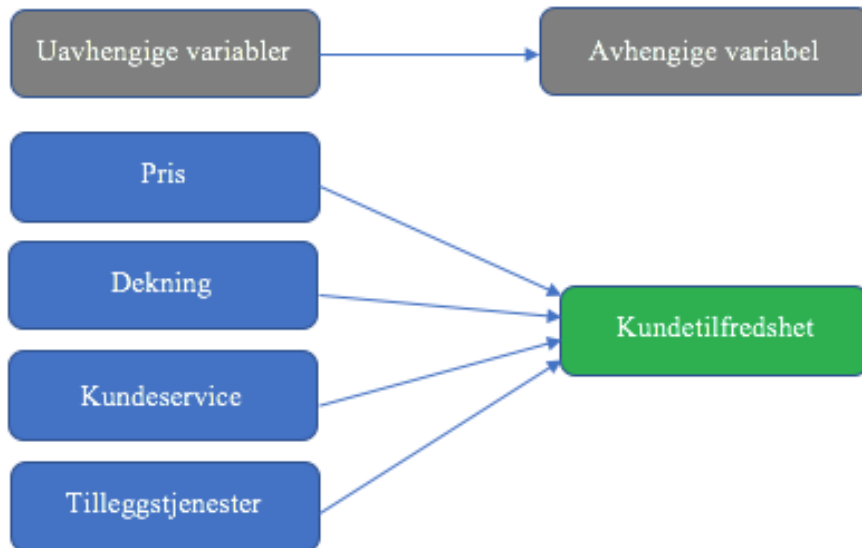 Uavhengige variabler
Avhengige variabel
Pris
Dekning
Kundeservice
Tilleggstjenester
Kundetilfredshet